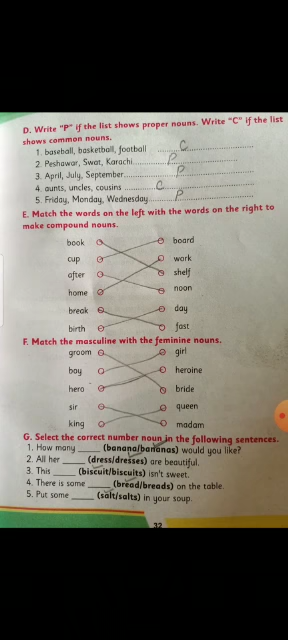 D. Write "P" if the list shows proper nouns. Write "C" if the list
shows common nouns.
1. baseball, basketball, football ......C......
2. Peshawar, Swat, Karachi......P......
3. April, July, September......P......
4. aunts, uncles, cousins ......C......
5. Friday, Monday, Wednesday......P......
E. Match the words on the left with the words on the right to
make compound nouns.
book board
cup work
after shelf
home noon
break day
birth fast
F. Match the masculine with the feminine nouns.
groom girl
boy heroine
hero bride
sir queen
king madam
G. Select the correct number noun in the following sentences.
1. How many ______ (banana/bananas) would you like?
2. All her ______ (dress/dresses) are beautiful.
3. This ______ (biscuit/biscuits) isn't sweet.
4. There is some ______ (bread/breads) on the table.
5. Put some ______ (salt/salts) in your soup.
32